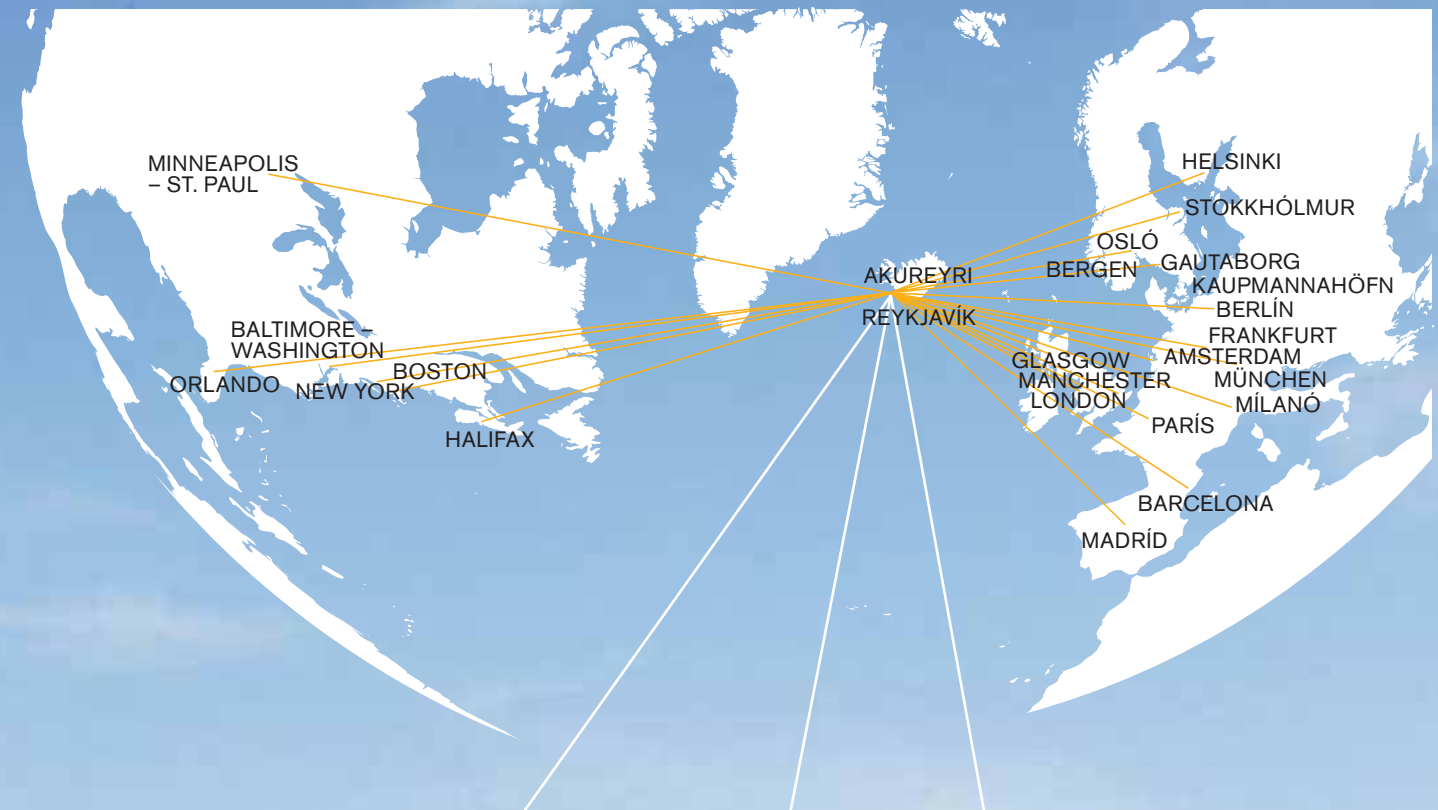 MINNEAPOLIS
– ST. PAUL
BALTIMORE –
WASHINGTON
ORLANDO
NEW YORK
BOSTON
HALIFAX
AKUREYRI
REYKJAVÍK
HELSINKI
STOKKHÓLMUR
OSLÓ
BERGEN
GAUTABORG
KAUPMANNAHÖFN
BERLÍN
FRANKFURT
AMSTERDAM
GLASGOW
MANCHESTER
LONDON
MÜNCHEN
MÍLANÓ
PARÍS
BARCELONA
MADRÍD